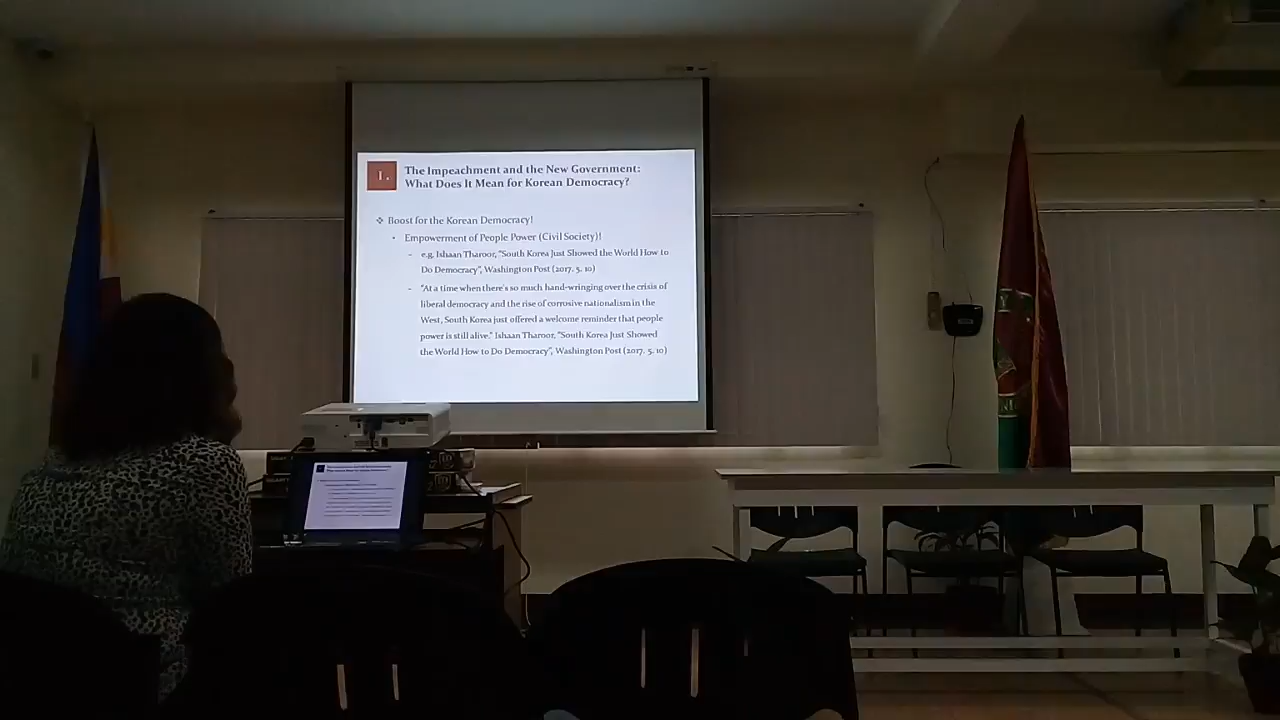 1.
The Impeachment and the New Government:
What Does It Mean for Korean Democracy?
❖ Boost for the Korean Democracy!
• Empowerment of People Power (Civil Society)!
– e.g. Ishaan Tharoor, "South Korea Just Showed the World How to
Do Democracy", Washington Post (2017. 5. 10)
– "At a time when there's so much hand-wringing over the crisis of
liberal democracy and the rise of corrosive nationalism in the
West, South Korea just offered a welcome reminder that people
power is still alive." Ishaan Tharoor, "South Korea Just Showed
the World How to Do Democracy", Washington Post (2017. 5. 10)